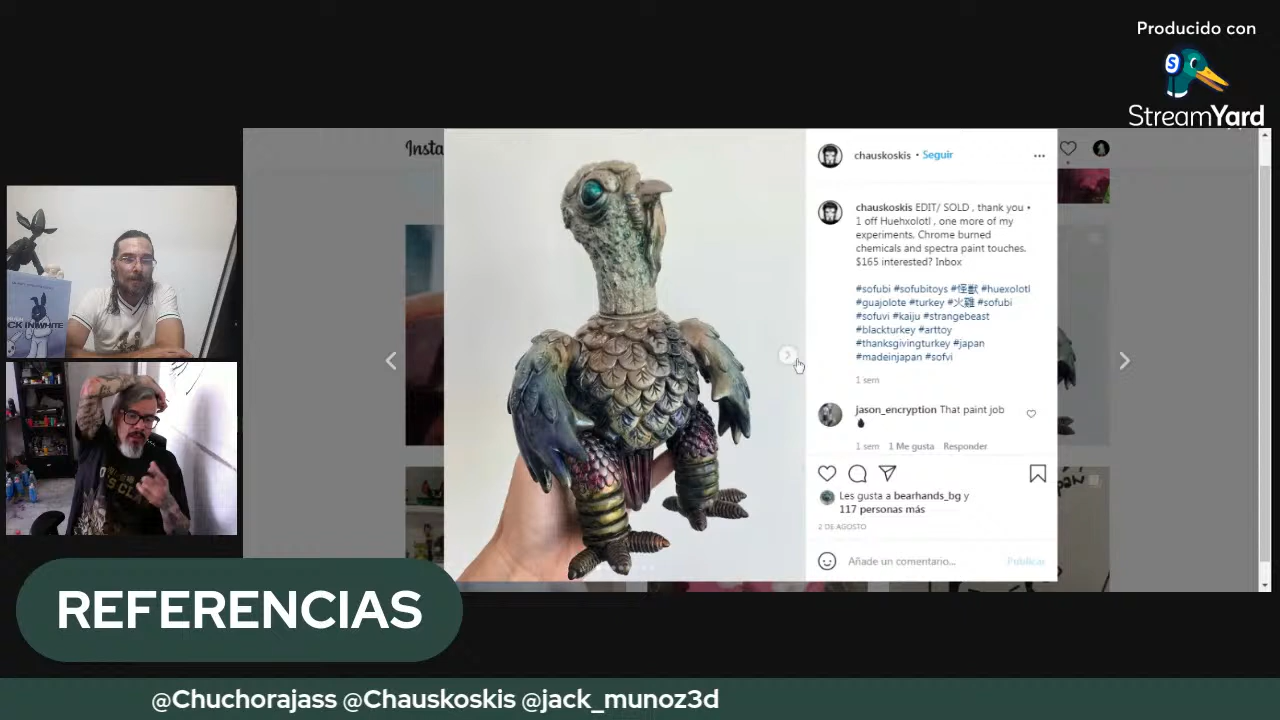 Producido con
StreamYard
Insta
chauskoskis • Seguir
chauskoskis EDIT/ SOLD , thank you •
1 off Huehxolotl , one more of my
experiments. Chrome burned
chemicals and spectra paint touches.
$165 interested? Inbox
#sofubi #sofubitoys #怪獣 #huexolotl
#guajolote #turkey #火雞 #sofubi
#sofuvi #kaiju #strangebeast
#blackturkey #arttoy
#thanksgivingturkey #japan
#madeinjapan #sofvi
1 sem
jason_encryption That paint job
1 sem 1 Me gusta Responder
Les gusta a bearhands_bg y
117 personas más
2 DE AGOSTO
Añade un comentario...
Publicar
CK INWHITE
REFERENCIAS
@Chuchorajass @Chauskoskis @jack_munoz3d